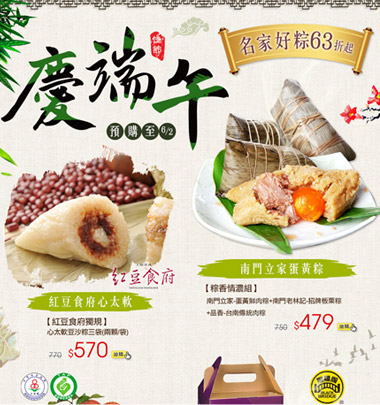 名家好粽63折起
慶端午
預購至6/2
紅豆食府
紅豆食府心太軟
【紅豆食府獨規】
心太軟豆沙粽三袋(兩顆/袋)
770 $570
南門立家蛋黃粽
【粽香情濃組】
南門立家-蛋黃鮮肉粽+南門老林記-招牌板栗粽
+品香-台南傳統肉粽
750 $479